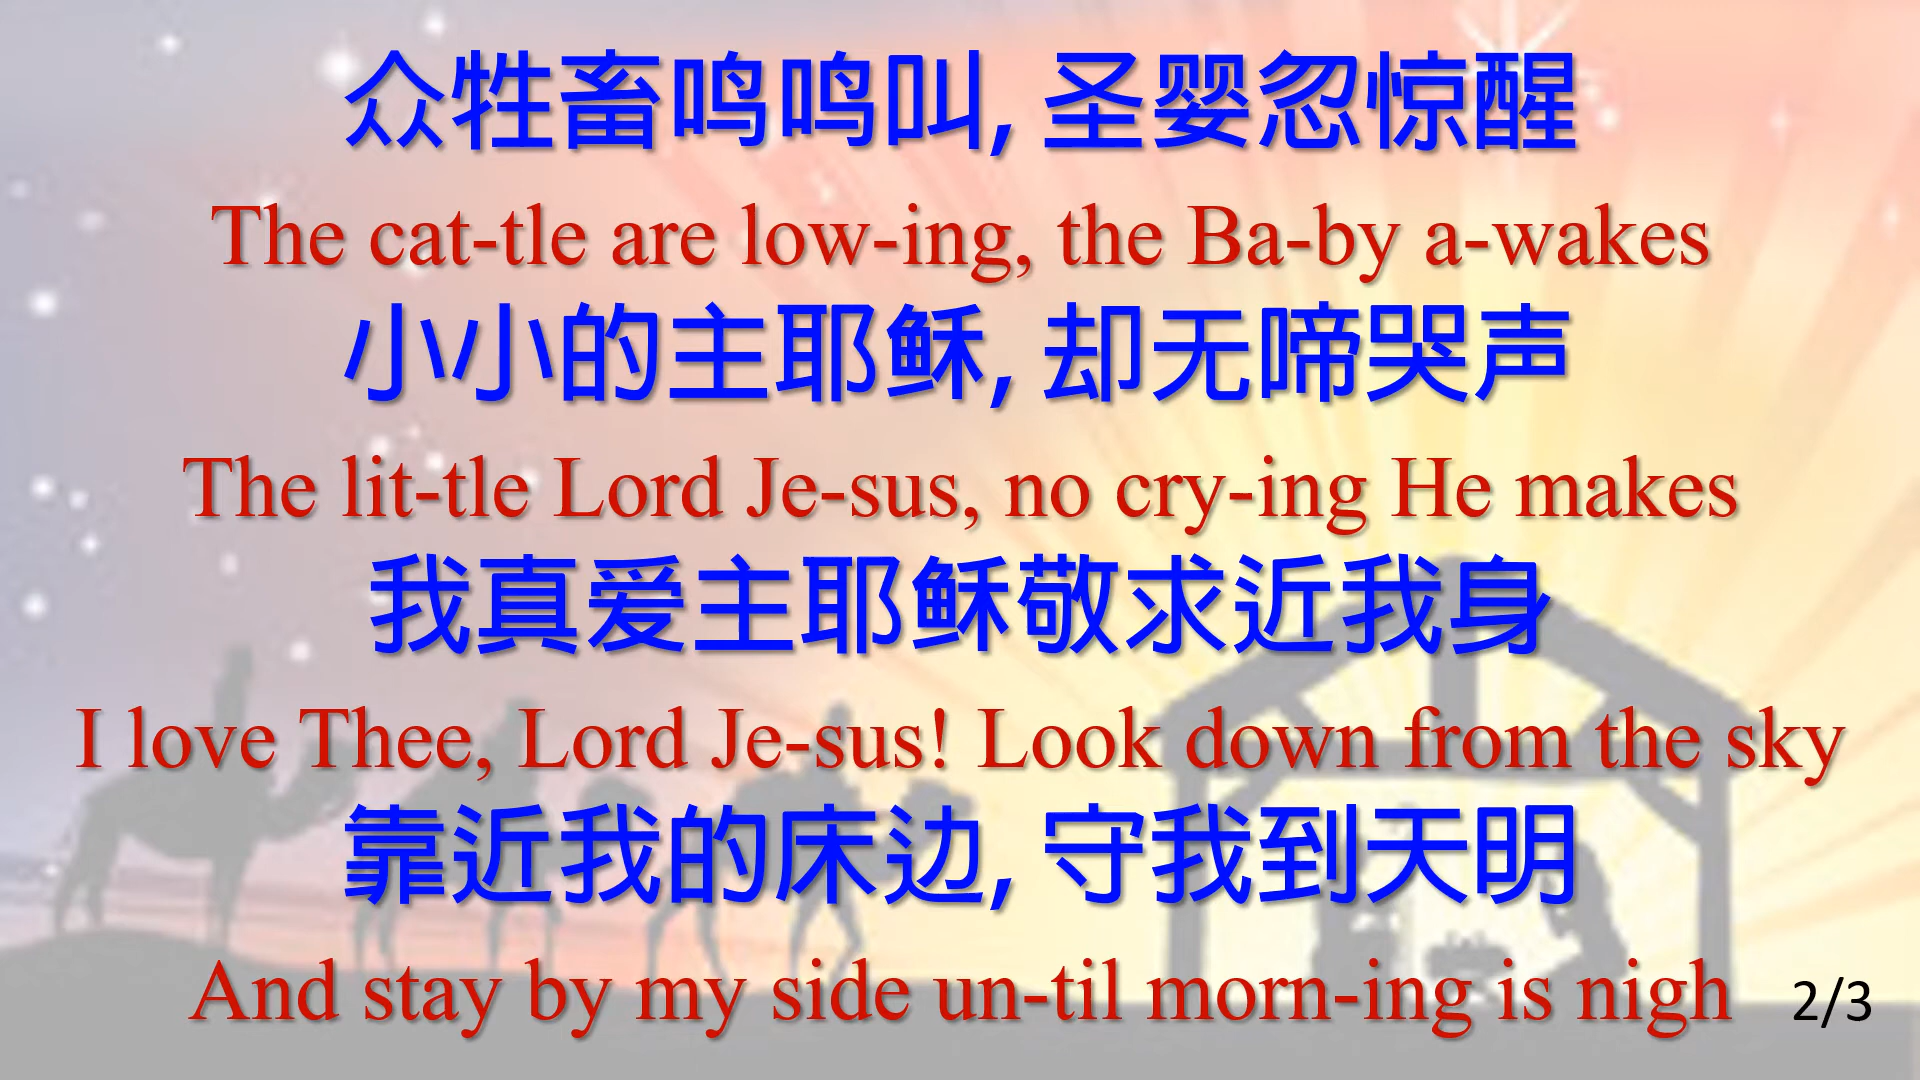 众牲畜鸣鸣叫, 圣婴忽惊醒
The cat-tle are low-ing, the Ba-by a-wakes
小小的主耶稣, 却无啼哭声
The lit-tle Lord Je-sus, no cry-ing He makes
我真爱主耶稣敬求近我身
I love Thee, Lord Je-sus! Look down from the sky
靠近我的床边, 守我到天明
And stay by my side un-til morn-ing is nigh
2/3